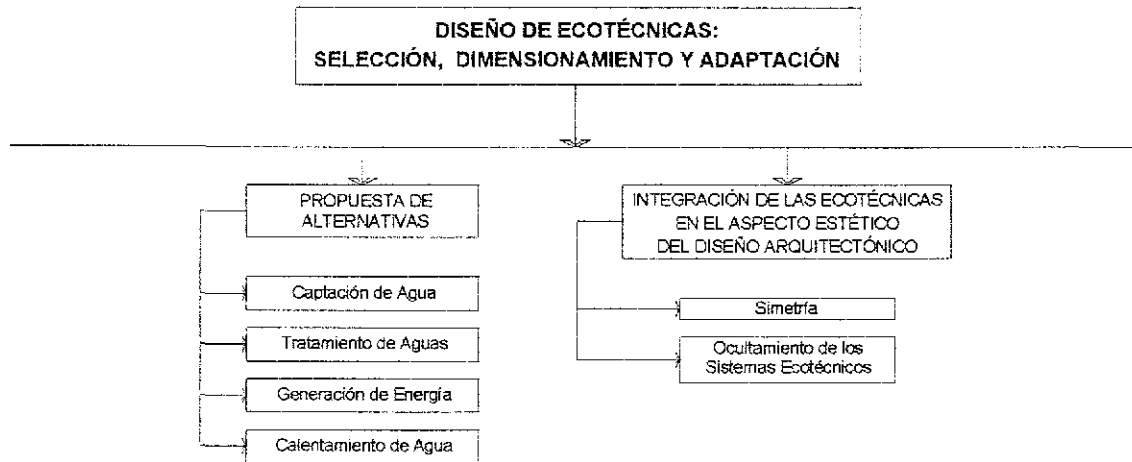 DISEÑO DE ECOTÉCNICAS:
SELECCIÓN, DIMENSIONAMIENTO Y ADAPTACIÓN
PROPUESTA DE
ALTERNATIVAS
Captación de Agua
Tratamiento de Aguas
Generación de Energía
Calentamiento de Agua
INTEGRACIÓN DE LAS ECOTÉCNICAS
EN EL ASPECTO ESTÉTICO
DEL DISEÑO ARQUITECTÓNICO
Simetría
Ocultamiento de los
Sistemas Ecotécnicos